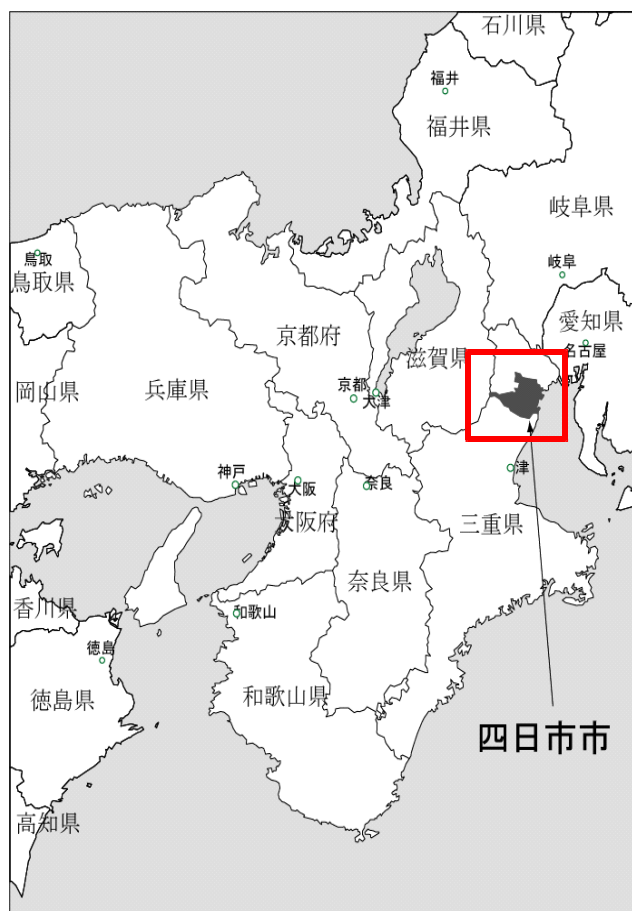 石川県
福井
福井県
岐阜県
鳥取
鳥取県
岐阜
愛知県
京都府
名古屋
滋賀県
岡山県
兵庫県
京都
大津
神戸
大阪
奈良
津
大阪府
三重県
奈良県
香川県
和歌山
徳島
徳島県
和歌山県
四日市市
高知県